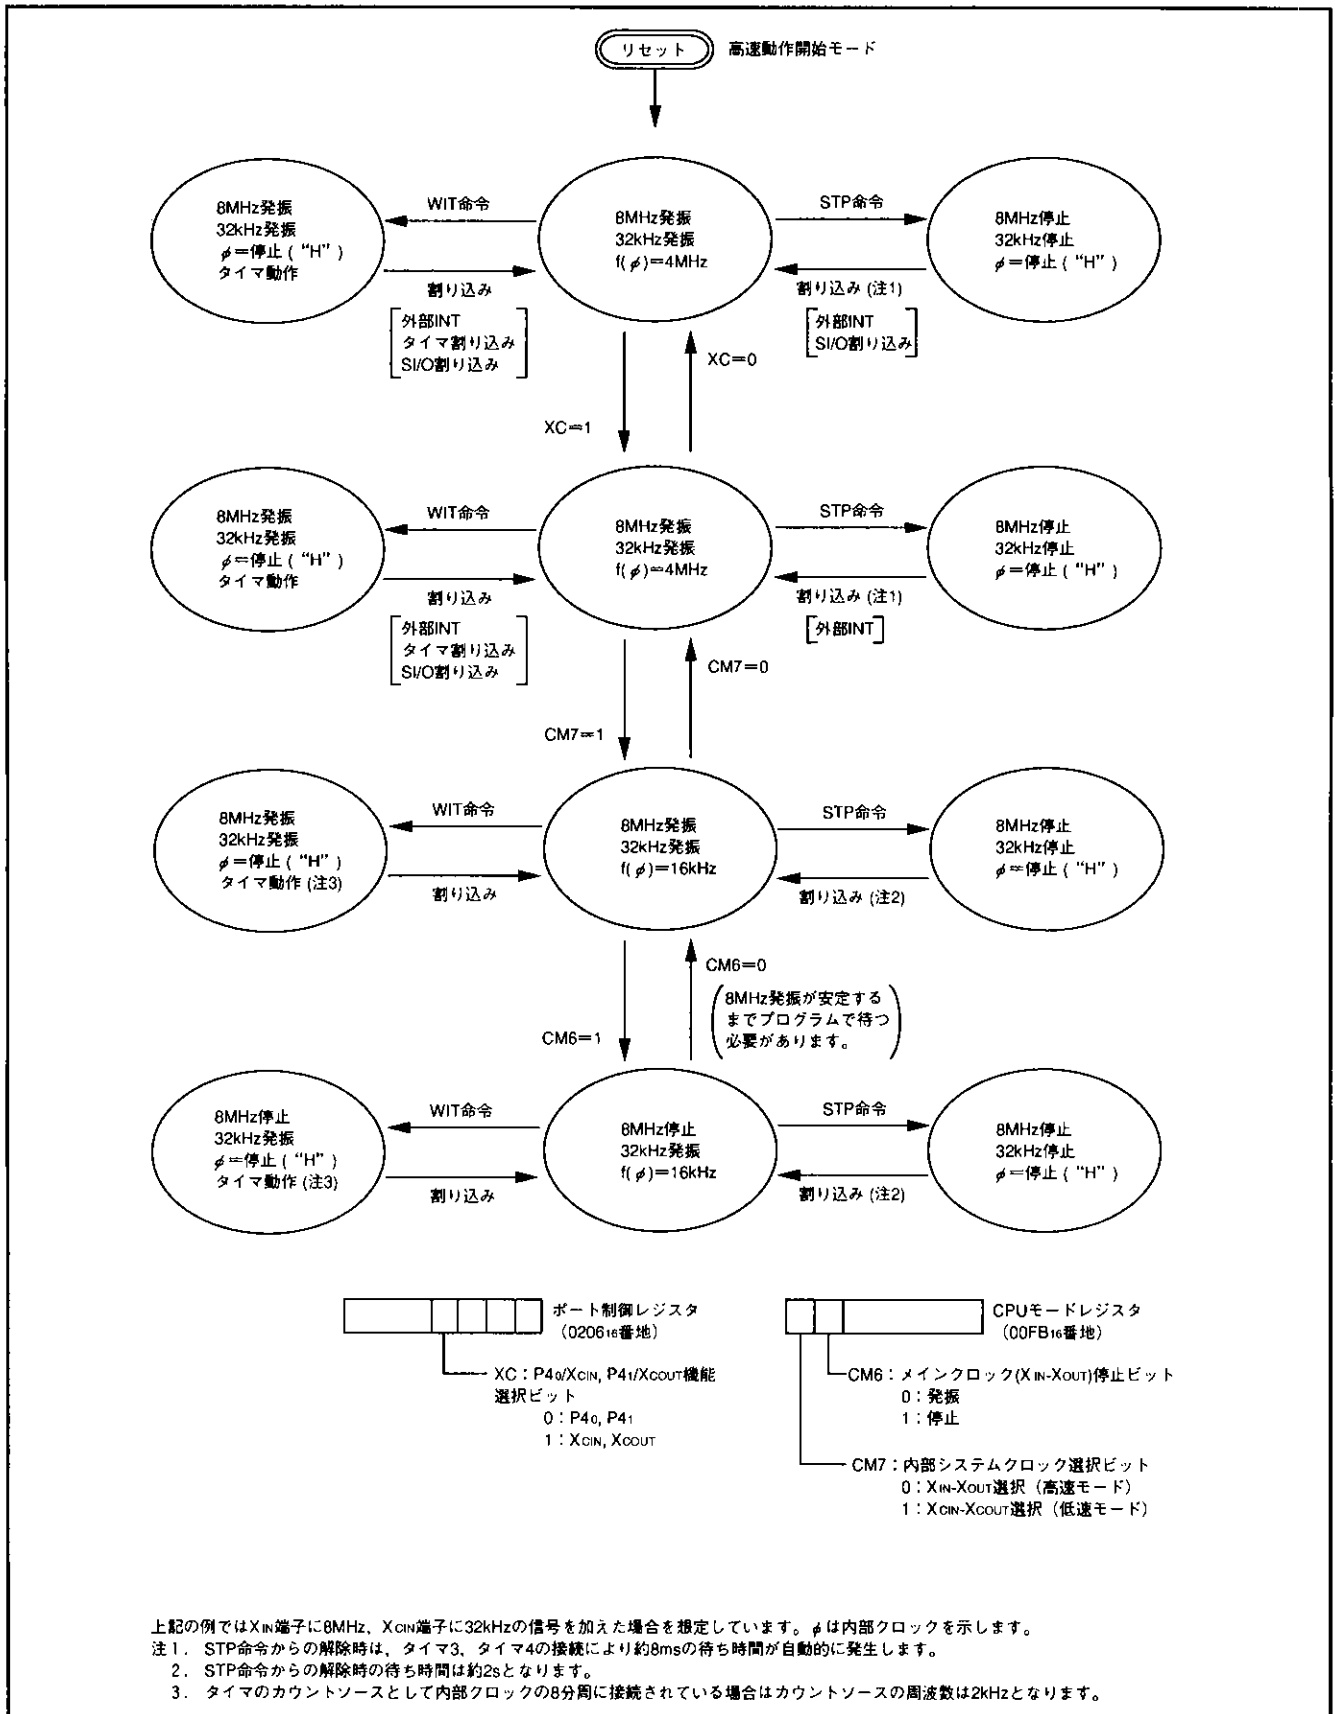 リセット 高速動作開始モード
8MHz発振
32kHz発振
φ=停止 ( “H” )
タイマ動作
WIT命令
割り込み
外部INT
タイマ割り込み
SI/O割り込み
8MHz発振
32kHz発振
f(φ)=4MHz
STP命令
割り込み (注1)
外部INT
SI/O割り込み
8MHz停止
32kHz停止
φ=停止 ( “H” )
XC=1
XC=0
8MHz発振
32kHz発振
φ=停止 ( “H” )
タイマ動作
WIT命令
割り込み
外部INT
タイマ割り込み
SI/O割り込み
8MHz発振
32kHz発振
f(φ)=4MHz
STP命令
割り込み (注1)
外部INT
8MHz停止
32kHz停止
φ=停止 ( “H” )
CM7=1
CM7=0
8MHz発振
32kHz発振
φ=停止 ( “H” )
タイマ動作 (注3)
WIT命令
割り込み
8MHz発振
32kHz発振
f(φ)=16kHz
STP命令
割り込み (注2)
8MHz停止
32kHz停止
φ=停止 ( “H” )
CM6=1
CM6=0
8MHz発振が安定する
までプログラムで待つ
必要があります。
8MHz停止
32kHz発振
φ=停止 ( “H” )
タイマ動作 (注3)
WIT命令
割り込み
8MHz停止
32kHz発振
f(φ)=16kHz
STP命令
割り込み (注2)
8MHz停止
32kHz停止
φ=停止 ( “H” )
ポート制御レジスタ
(020616番地)
XC : P40/XCIN, P41/XCOUT機能
選択ビット
0 : P40, P41
1 : XCIN, XCOUT
CPUモードレジスタ
(00FB16番地)
CM6 : メインクロック(XIN-XOUT)停止ビット
0 : 発振
1 : 停止
CM7 : 内部システムクロック選択ビット
0 : XIN-XOUT選択 (高速モード)
1 : XCIN-XCOUT選択 (低速モード)
上記の例ではXIN端子に8MHz、XCIN端子に32kHzの信号を加えた場合を想定しています。φは内部クロックを示します。
注1. STP命令からの解除時は、タイマ3、タイマ4の接続により約8msの待ち時間が自動的に発生します。
2. STP命令からの解除時の待ち時間は約2sとなります。
3. タイマのカウントソースとして内部クロックの8分周に接続されている場合はカウントソースの周波数は2kHzとなります。